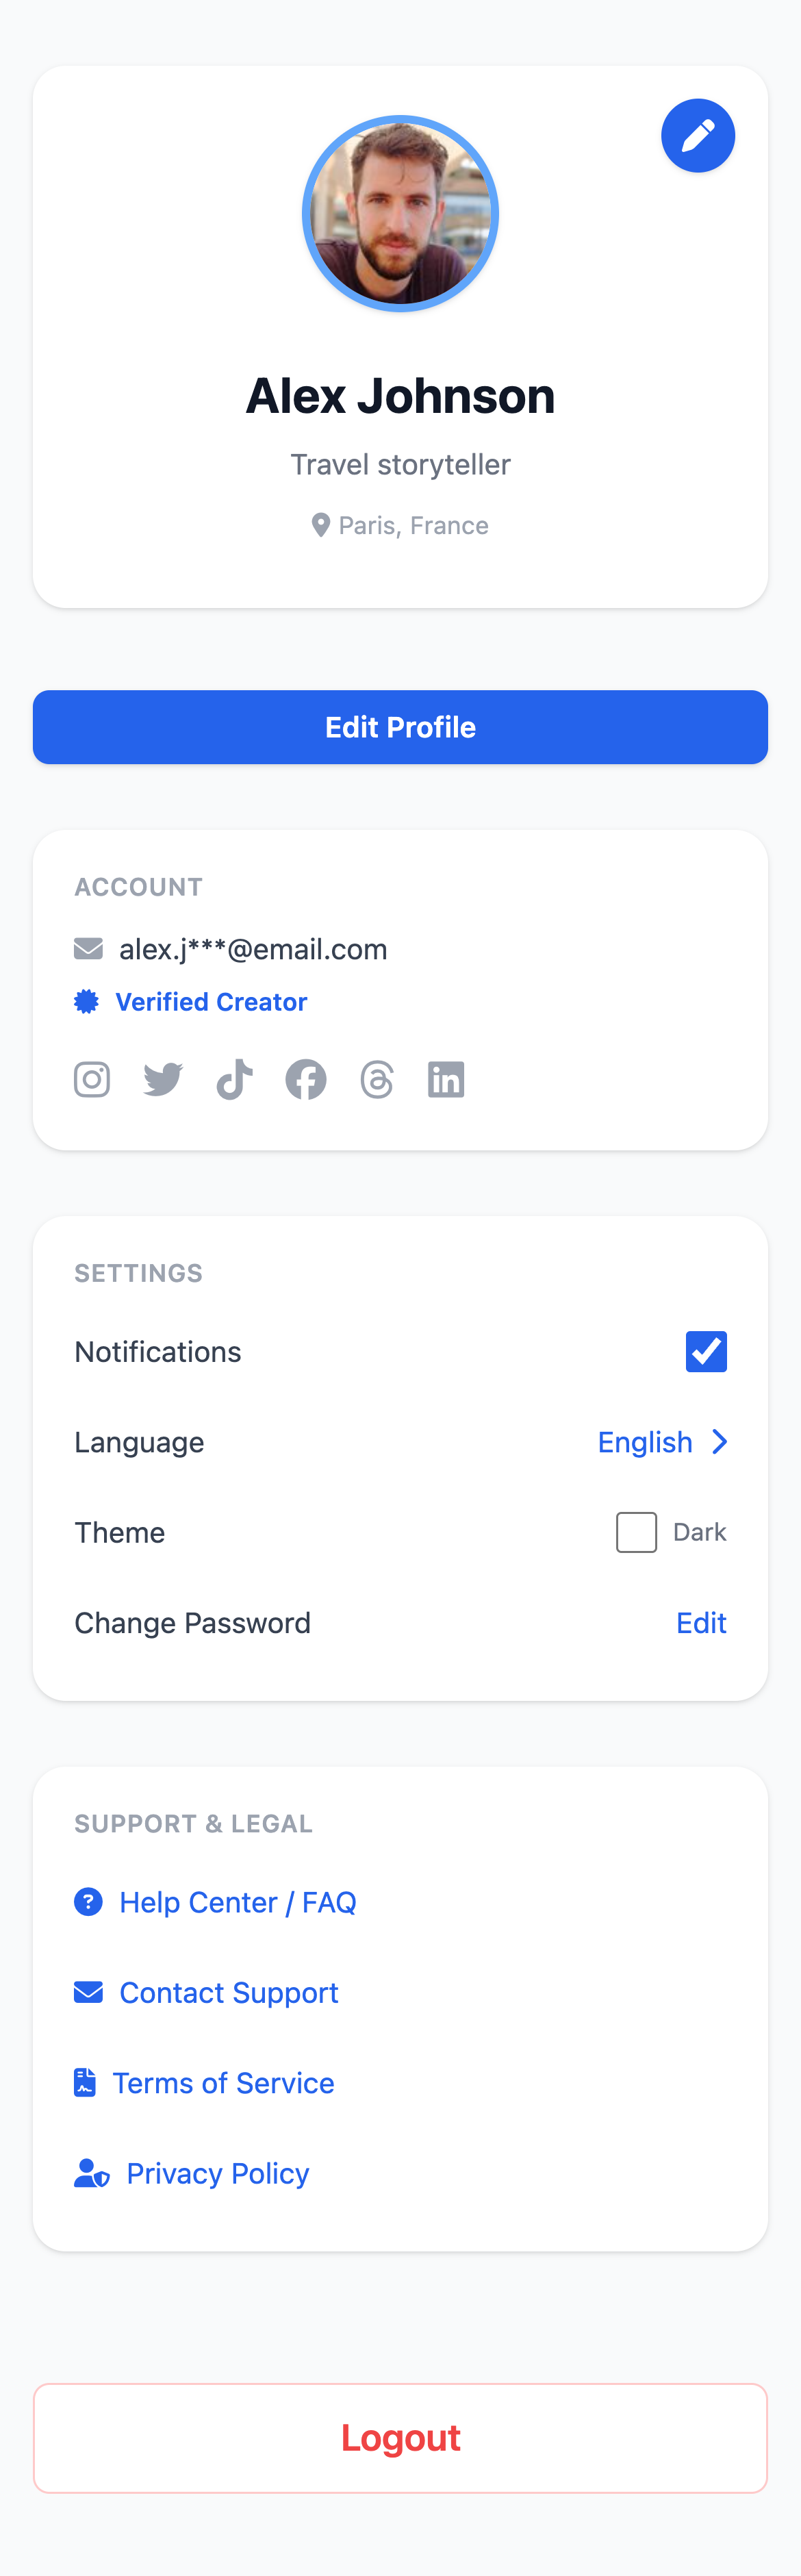 Alex Johnson
Travel storyteller
Paris, France
Edit Profile
ACCOUNT
alex.j***@email.com
Verified Creator
SETTINGS
Notifications
Language English
Theme Dark
Change Password Edit
SUPPORT & LEGAL
Help Center / FAQ
Contact Support
Terms of Service
Privacy Policy
Logout